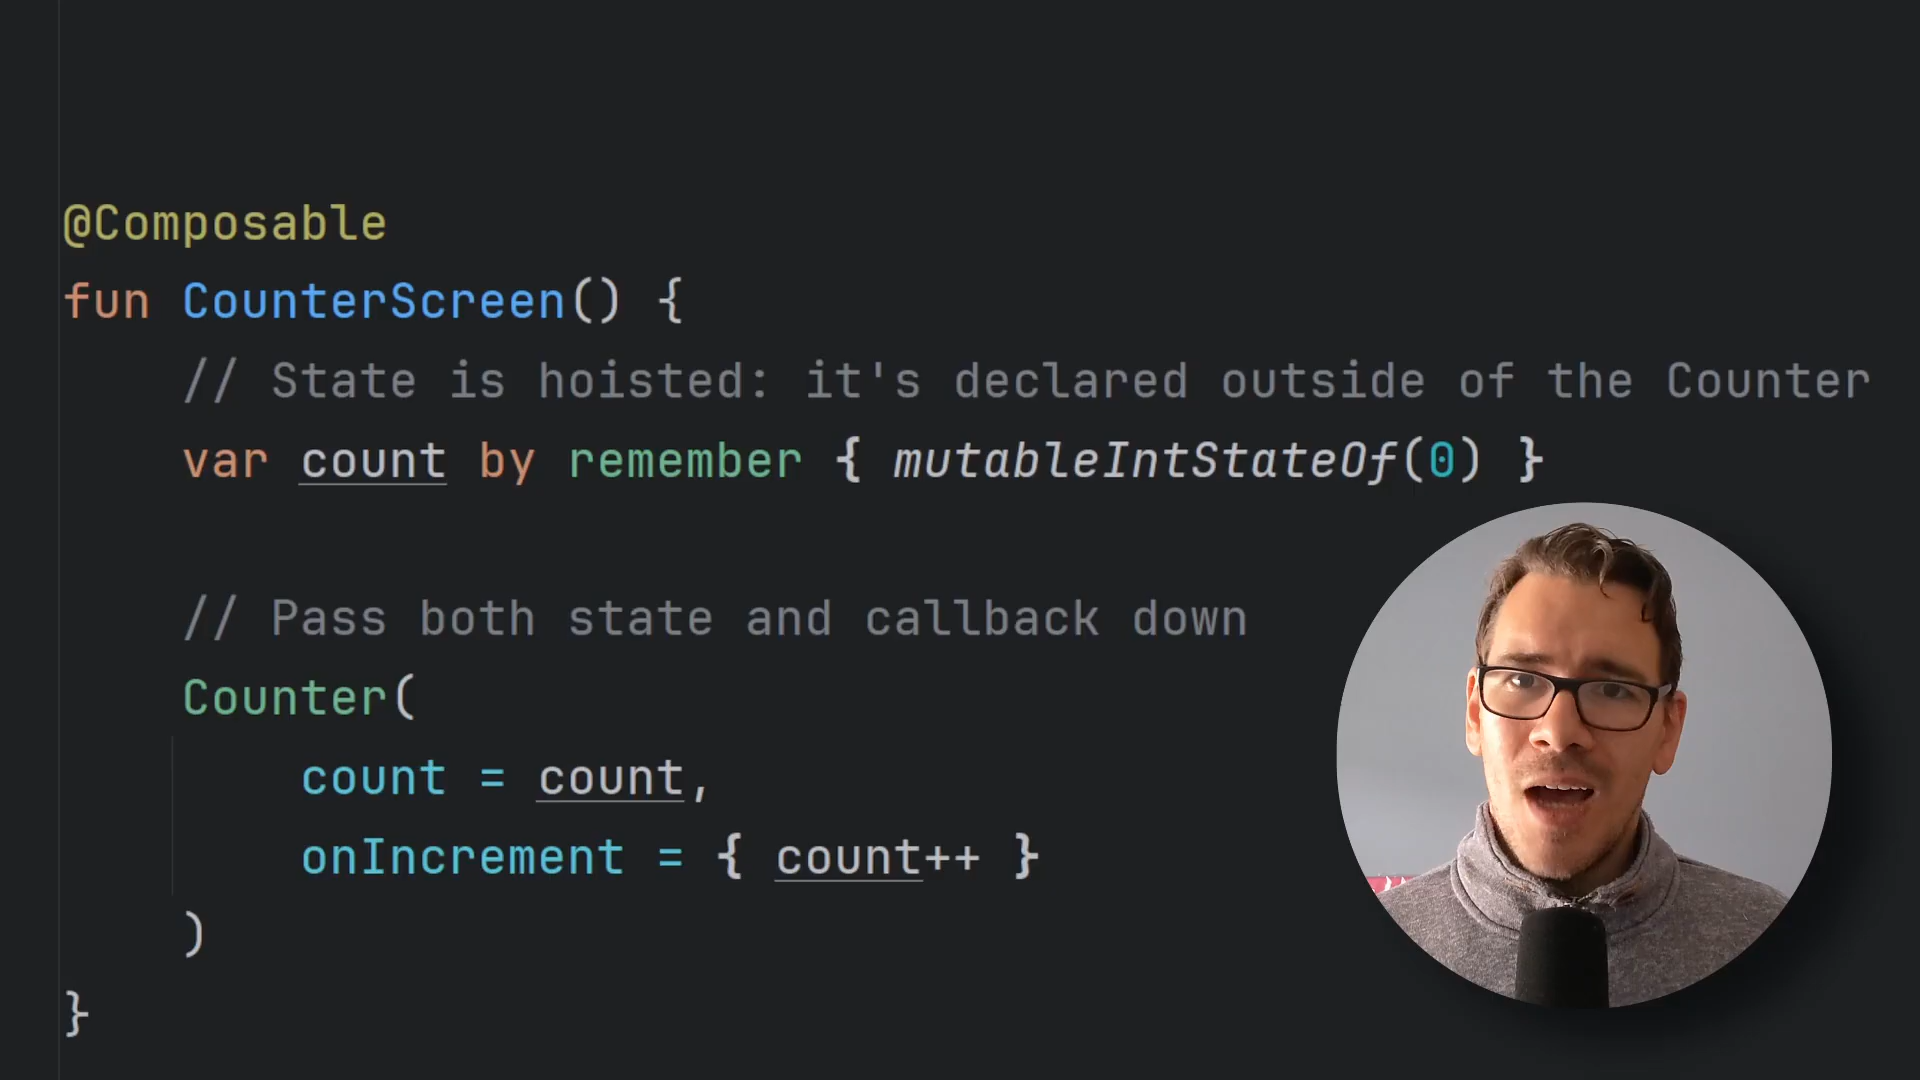 @Composable
fun CounterScreen() {
// State is hoisted: it's declared outside of the Counter
var count by remember { mutableIntStateOf(0) }
// Pass both state and callback down
Counter(
count = count,
onIncrement = { count++ }
)
}